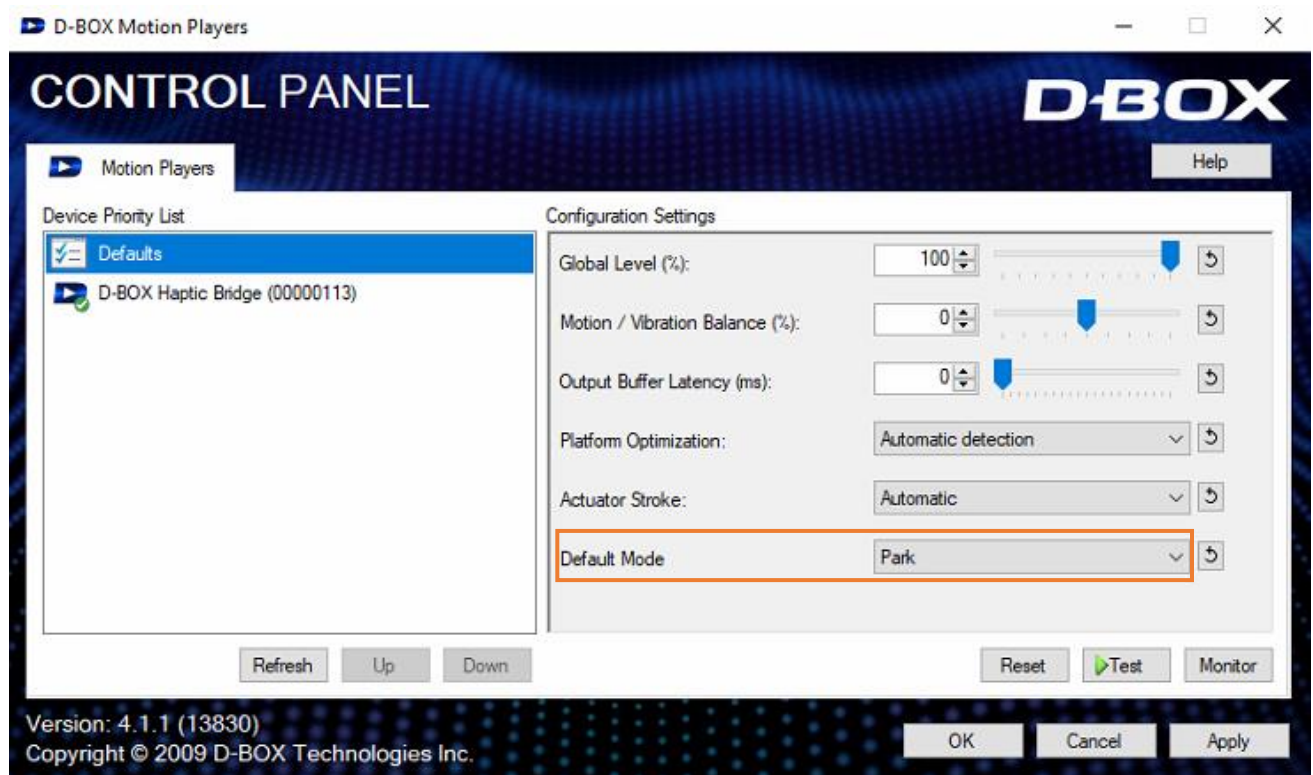 D-BOX Motion Players
CONTROL PANEL
D-BOX
Motion Players
Help
Device Priority List
Defaults
D-BOX Haptic Bridge (00000113)
Configuration Settings
Global Level (%): 100
Motion / Vibration Balance (%): 0
Output Buffer Latency (ms): 0
Platform Optimization: Automatic detection
Actuator Stroke: Automatic
Default Mode Park
Refresh Up Down
Reset Test Monitor
Version: 4.1.1 (13830)
Copyright © 2009 D-BOX Technologies Inc.
OK Cancel Apply